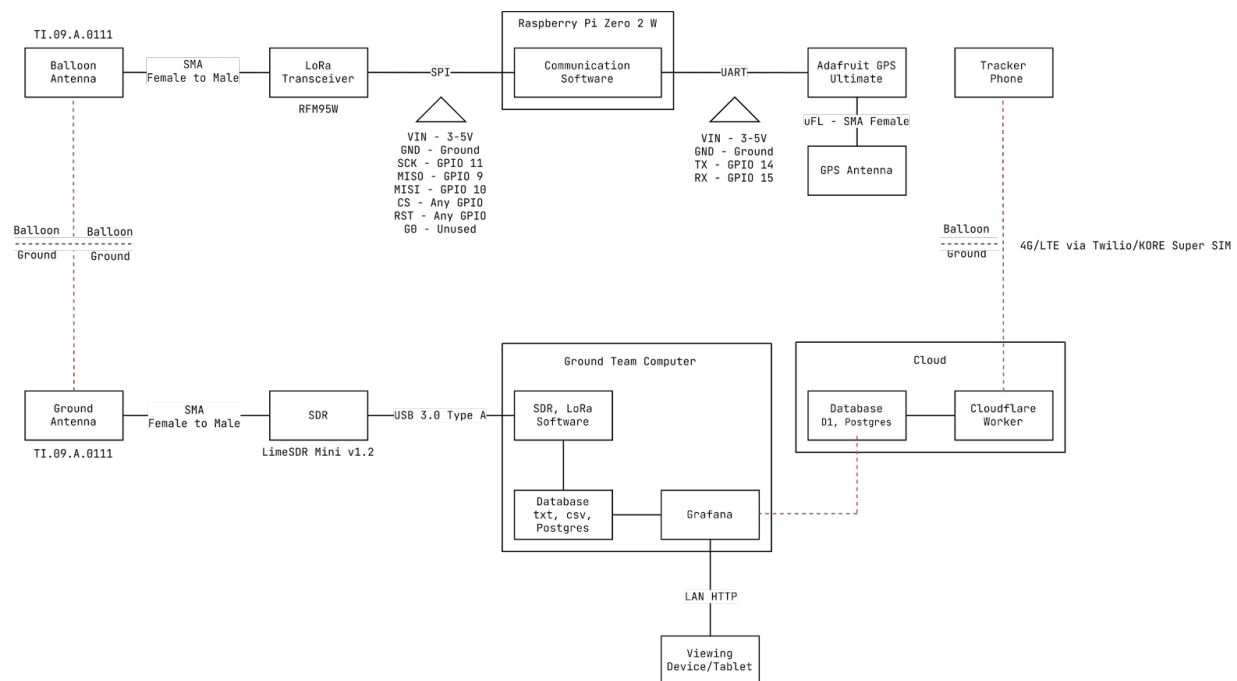 Raspberry Pi Zero 2 W
TI.09.A.0111
Balloon
Antenna
SMA
Female to Male
LoRa
Transceiver
RFM95W
SPI
Communication
Software
UART
Adafruit GPS
Ultimate
Tracker
Phone
VIN - 3-5V
GND - Ground
SCK - GPIO 11
MISO - GPIO 9
MISI - GPIO 10
CS - Any GPIO
RST - Any GPIO
G0 - Unused
VIN - 3-5V
GND - Ground
TX - GPIO 14
RX - GPIO 15
uFL - SMA Female
GPS Antenna
Balloon
Balloon
Ground
Ground
Balloon
Ground
4G/LTE via Twilio/KORE Super SIM
Ground Team Computer
Cloud
Ground
Antenna
TI.09.A.0111
SMA
Female to Male
SDR
LimeSDR Mini v1.2
USB 3.0 Type A
SDR, LoRa
Software
Database
D1, Postgres
Cloudflare
Worker
Database
txt, csv,
Postgres
Grafana
LAN HTTP
Viewing
Device/Tablet